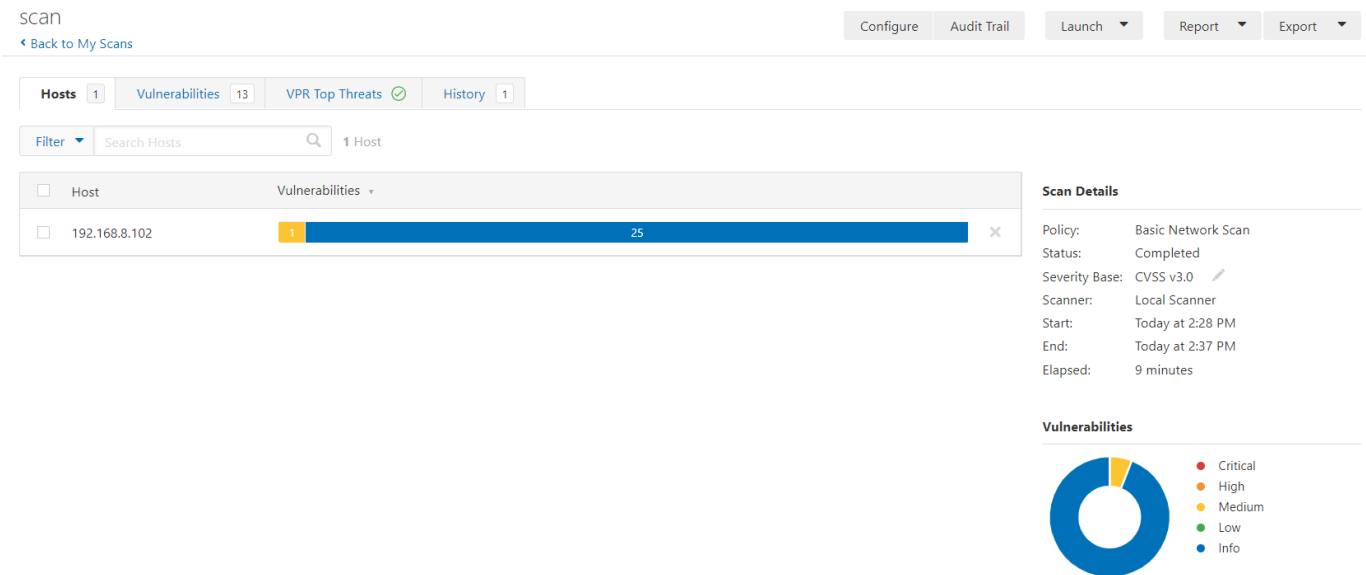 scan
Back to My Scans
Configure Audit Trail Launch Report Export
Hosts 1 Vulnerabilities 13 VPR Top Threats History 1
Filter Search Hosts 1 Host
Host Vulnerabilities
192.168.8.102 1 25
Scan Details
Policy: Basic Network Scan
Status: Completed
Severity Base: CVSS v3.0
Scanner: Local Scanner
Start: Today at 2:28 PM
End: Today at 2:37 PM
Elapsed: 9 minutes
Vulnerabilities
Critical
High
Medium
Low
Info